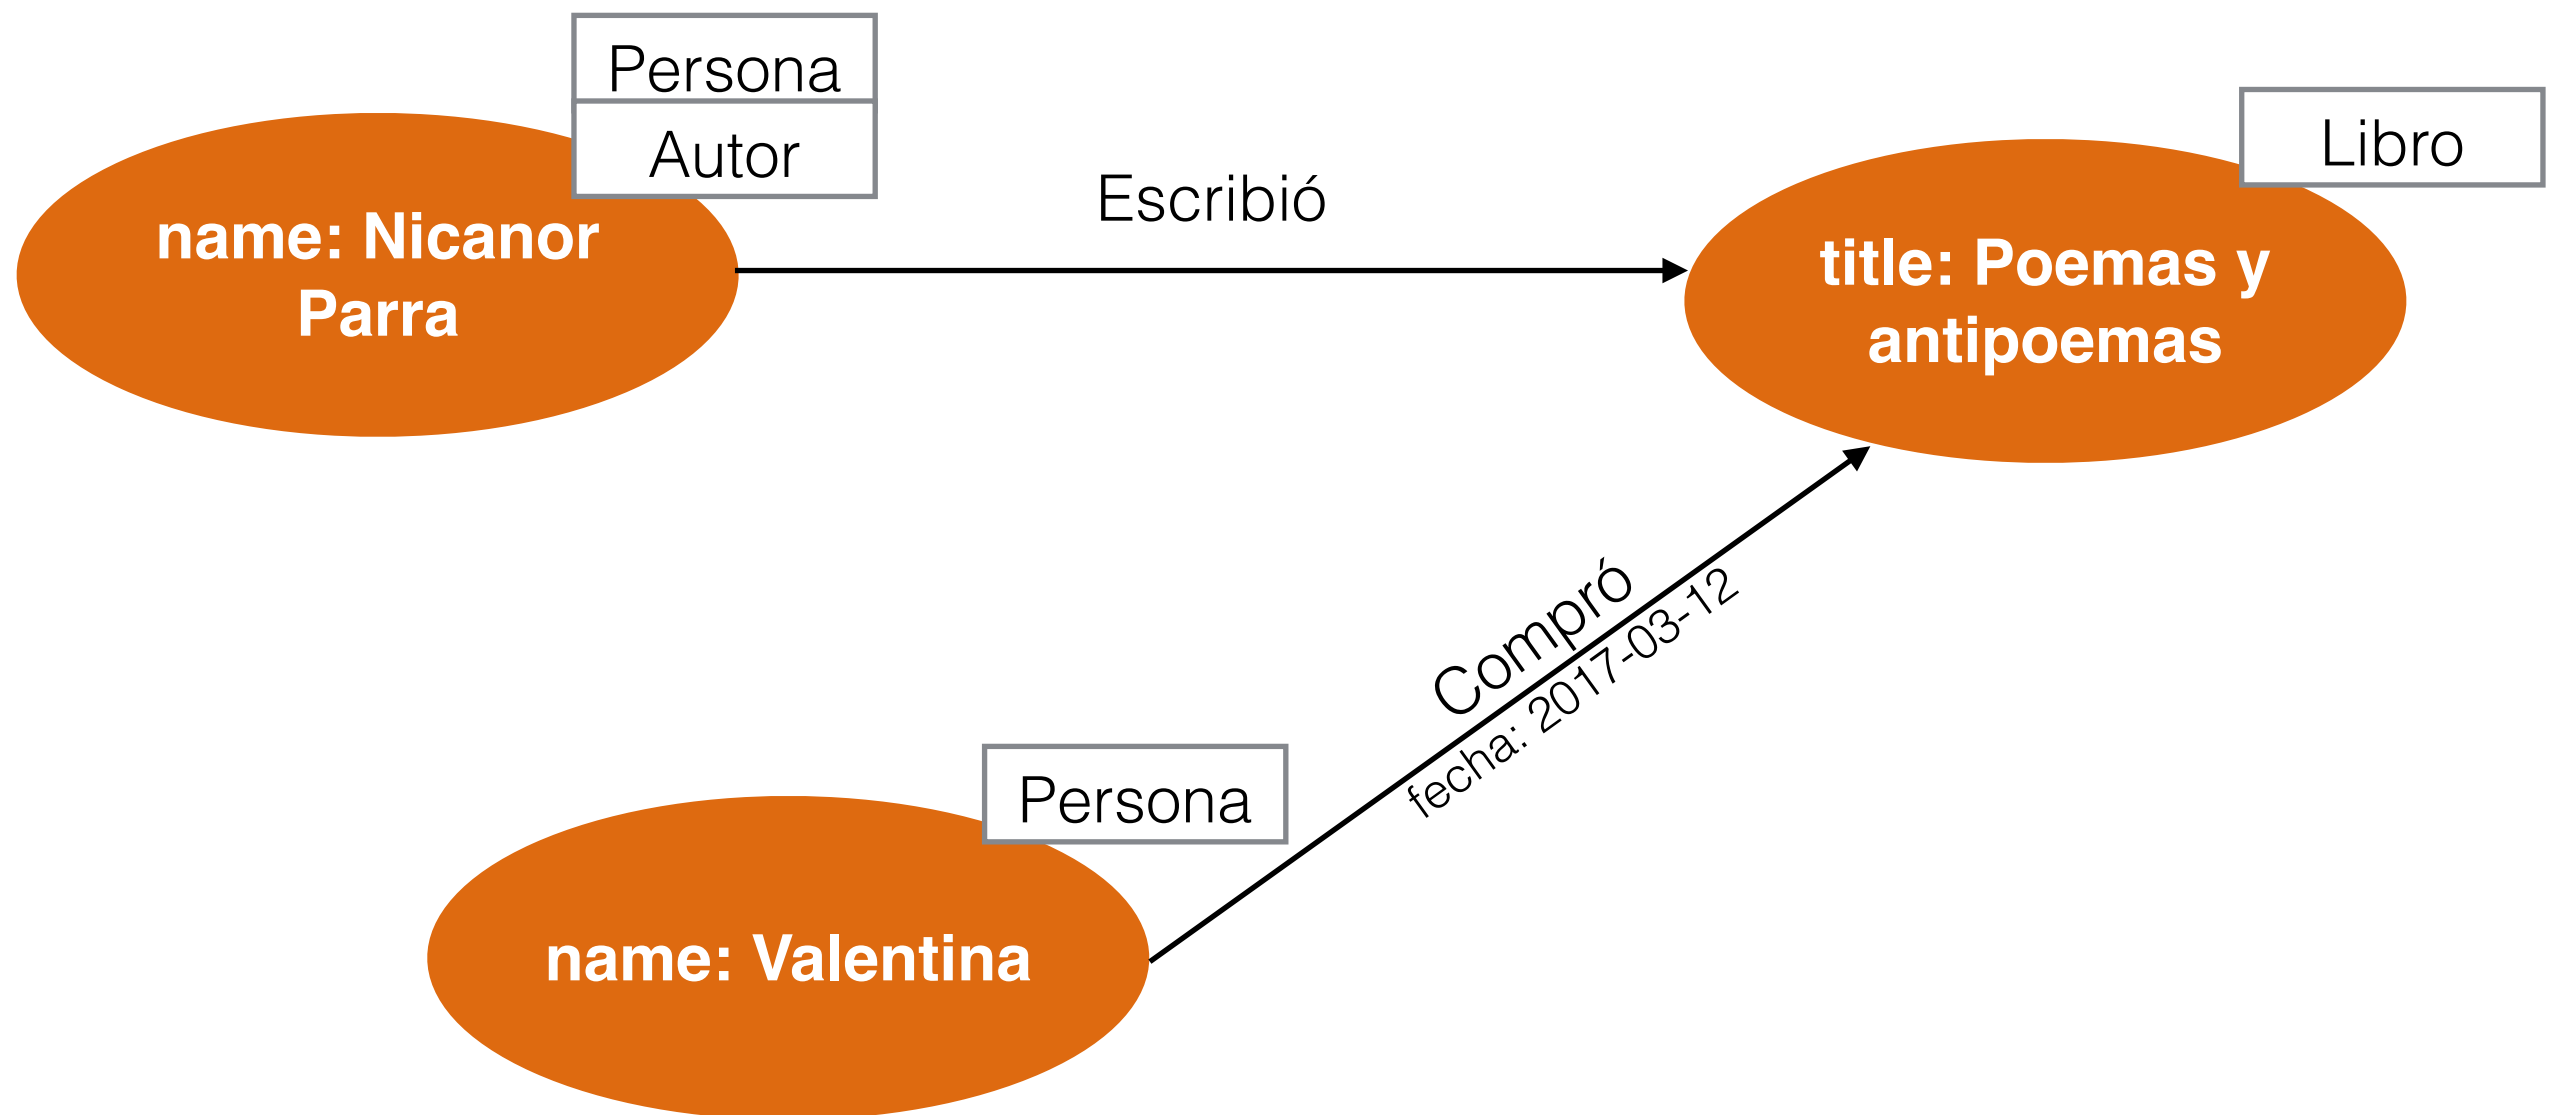 Persona
Autor
name: Nicanor
Parra
Escribió
Libro
title: Poemas y
antipoemas
Compró
fecha: 2017-03-12
Persona
name: Valentina